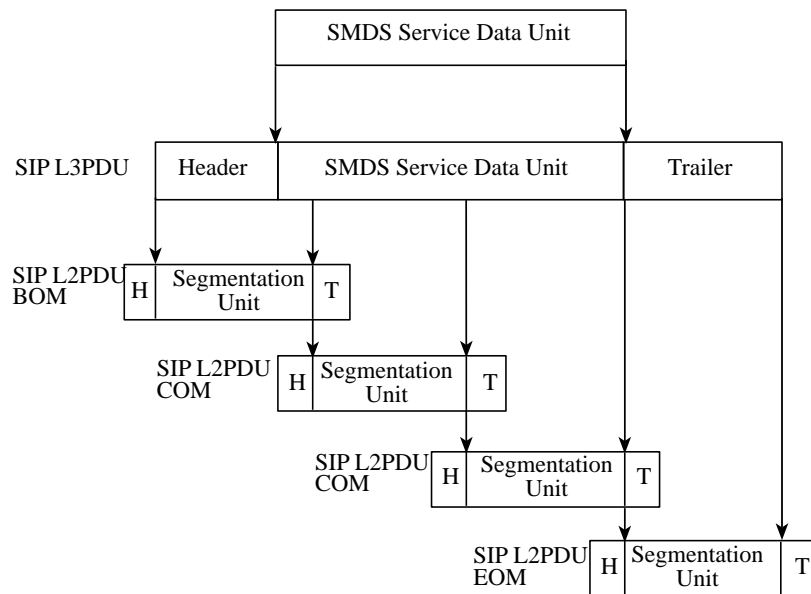 SMDS Service Data Unit
SIP L3PDU
Header
SMDS Service Data Unit
Trailer
SIP L2PDU
BOM
H
Segmentation
Unit
T
SIP L2PDU
COM
H
Segmentation
Unit
T
SIP L2PDU
COM
H
Segmentation
Unit
T
SIP L2PDU
EOM
H
Segmentation
Unit
T